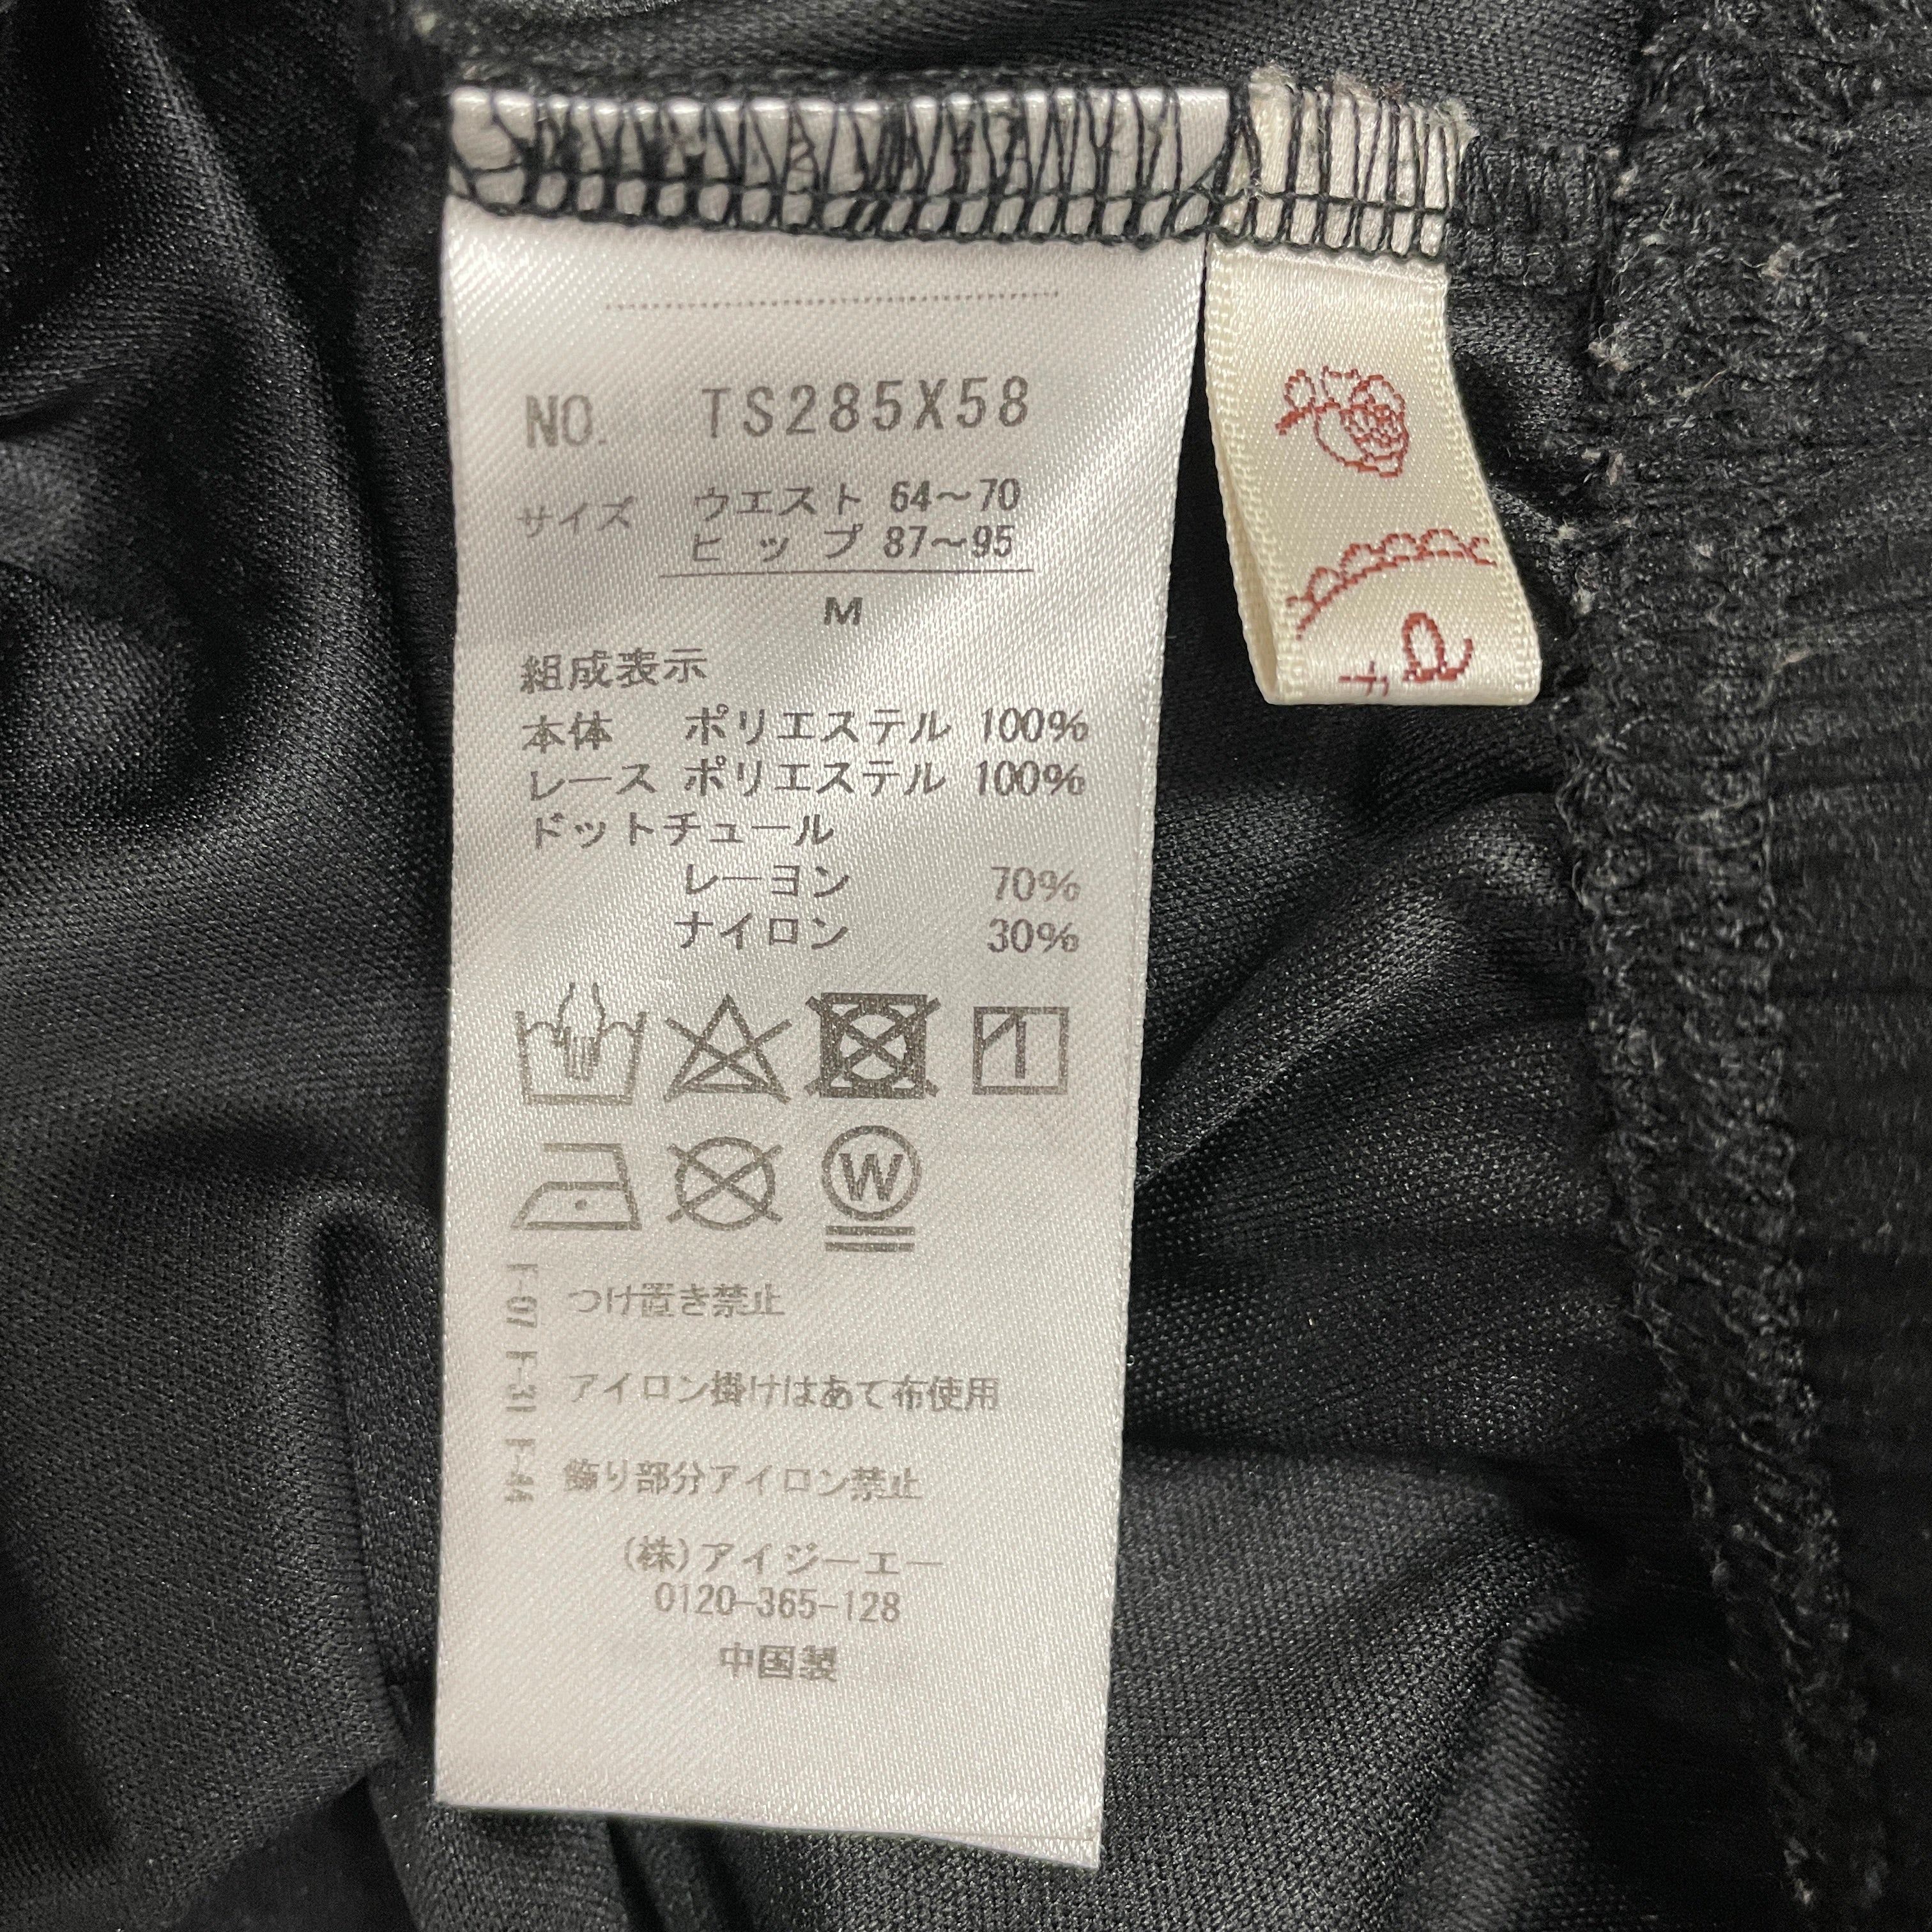 NO. TS285X58
サイズ ウエスト 64〜70
ヒップ 87〜95
M
組成表示
本体 ポリエステル 100%
レース ポリエステル 100%
ドットチュール
レーヨン 70%
ナイロン 30%
W
F-07 つけ置き禁止
F-31 アイロン掛けはあて布使用
F-44 飾り部分アイロン禁止
(株)アイジーエー
0120-365-128
中国製